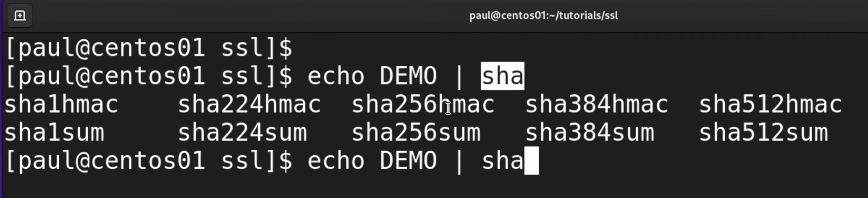 paul@centos01:~/tutorials/ssl
[paul@centos01 ssl]$
[paul@centos01 ssl]$ echo DEMO | sha
sha1hmac sha224hmac sha256hmac sha384hmac sha512hmac
sha1sum sha224sum sha256sum sha384sum sha512sum
[paul@centos01 ssl]$ echo DEMO | sha